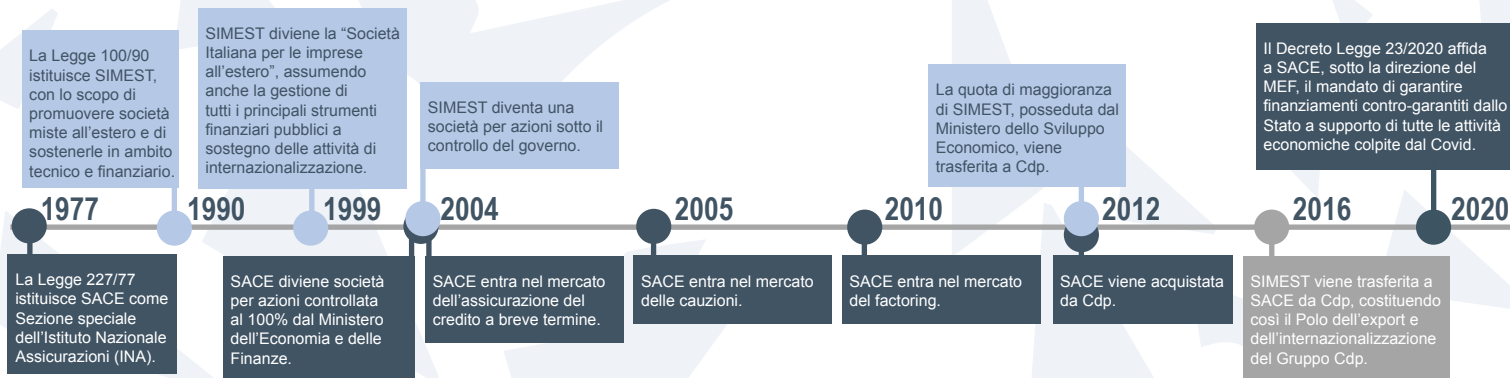 La Legge 100/90
istituisce SIMEST,
con lo scopo di
promuovere società
miste all'estero e di
sostenerle in ambito
tecnico e finanziario.
SIMEST diviene la “Società
Italiana per le imprese
all'estero”, assumendo
anche la gestione di
tutti i principali strumenti
finanziari pubblici a
sostegno delle attività di
internazionalizzazione.
SIMEST diventa una
società per azioni sotto il
controllo del governo.
La quota di maggioranza
di SIMEST, posseduta dal
Ministero dello Sviluppo
Economico, viene
trasferita a Cdp.
Il Decreto Legge 23/2020 affida
a SACE, sotto la direzione del
MEF, il mandato di garantire
finanziamenti contro-garantiti dallo
Stato a supporto di tutte le attività
economiche colpite dal Covid.
1977
1990
1999
2004
2005
2010
2012
2016
2020
La Legge 227/77
istituisce SACE come
Sezione speciale
dell'Istituto Nazionale
Assicurazioni (INA).
SACE diviene società
per azioni controllata
al 100% dal Ministero
dell'Economia e delle
Finanze.
SACE entra nel mercato
dell'assicurazione del
credito a breve termine.
SACE entra nel mercato
delle cauzioni.
SACE entra nel mercato
del factoring.
SACE viene acquistata
da Cdp.
SIMEST viene trasferita a
SACE da Cdp, costituendo
così il Polo dell'export e
dell'internazionalizzazione
del Gruppo Cdp.